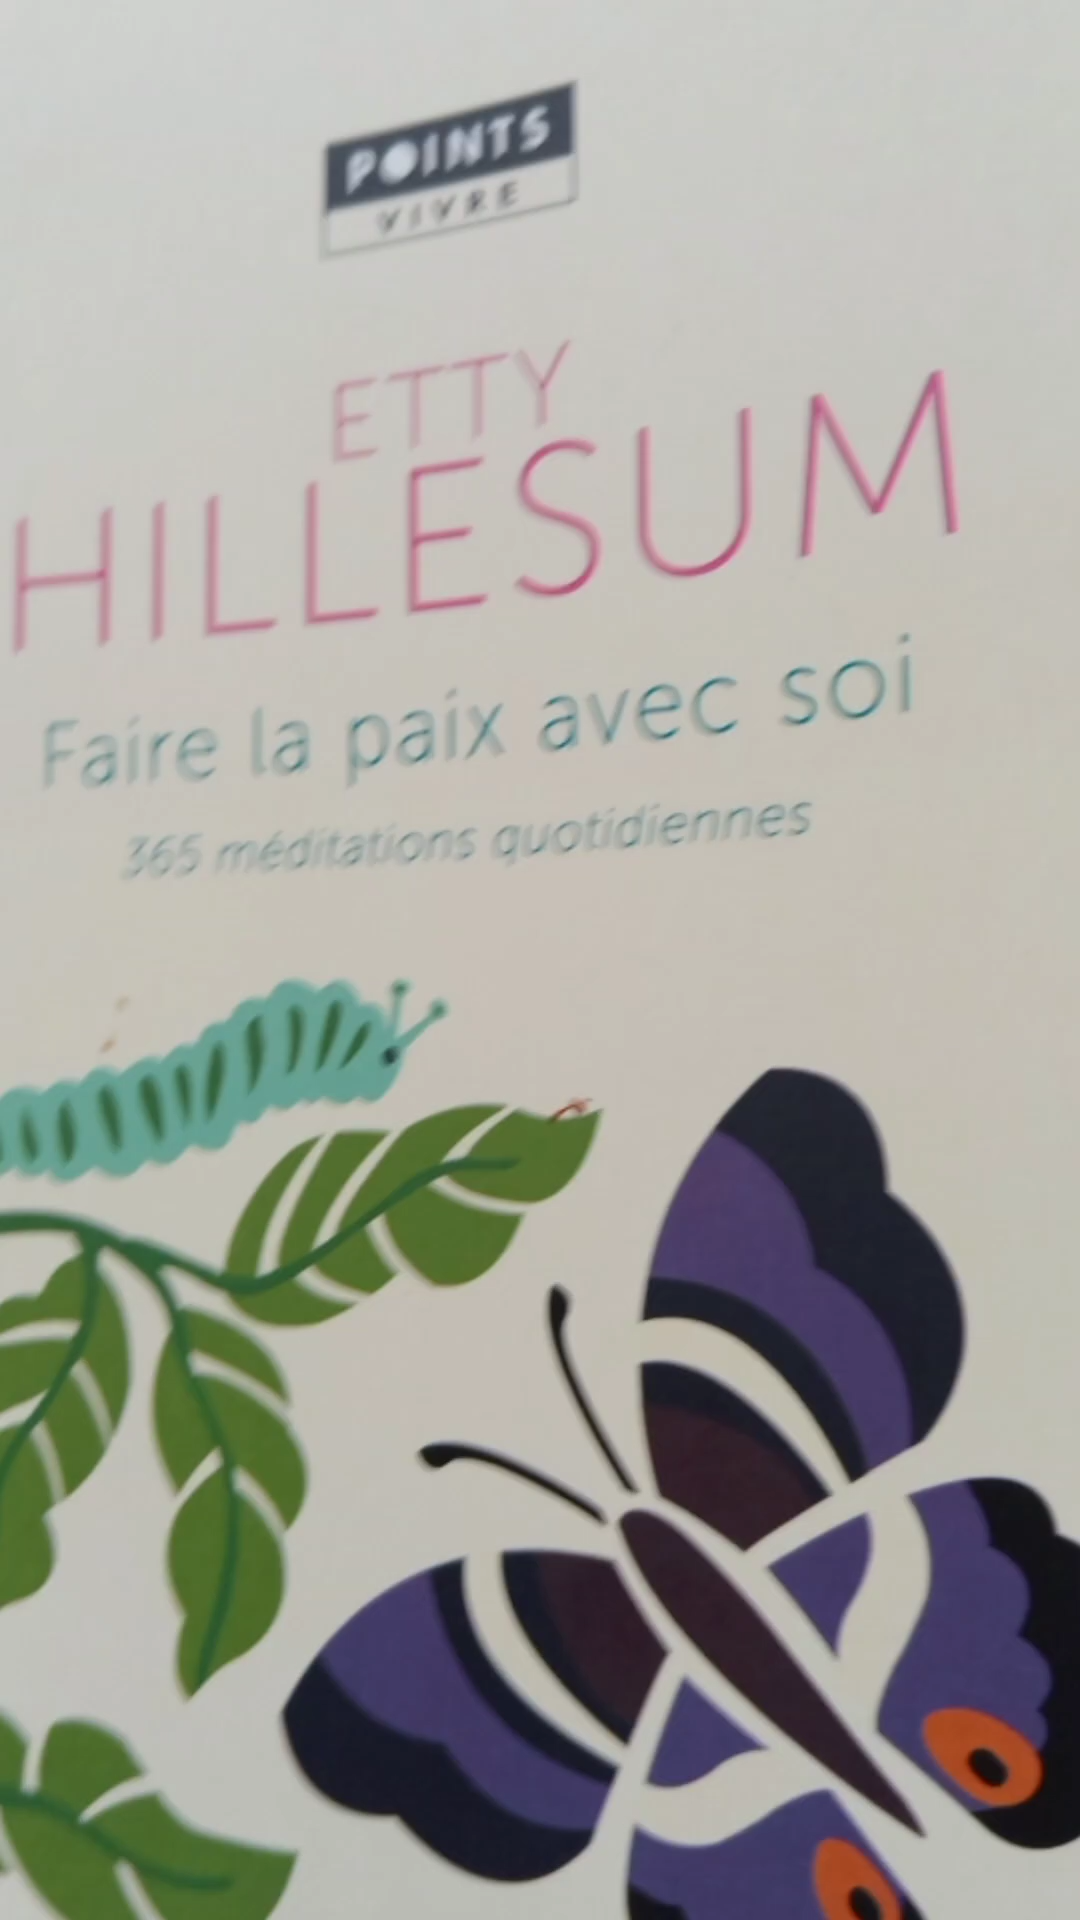 POINTS
VIVRE
ETTY
HILLESUM
Faire la paix avec soi
365 méditations quotidiennes